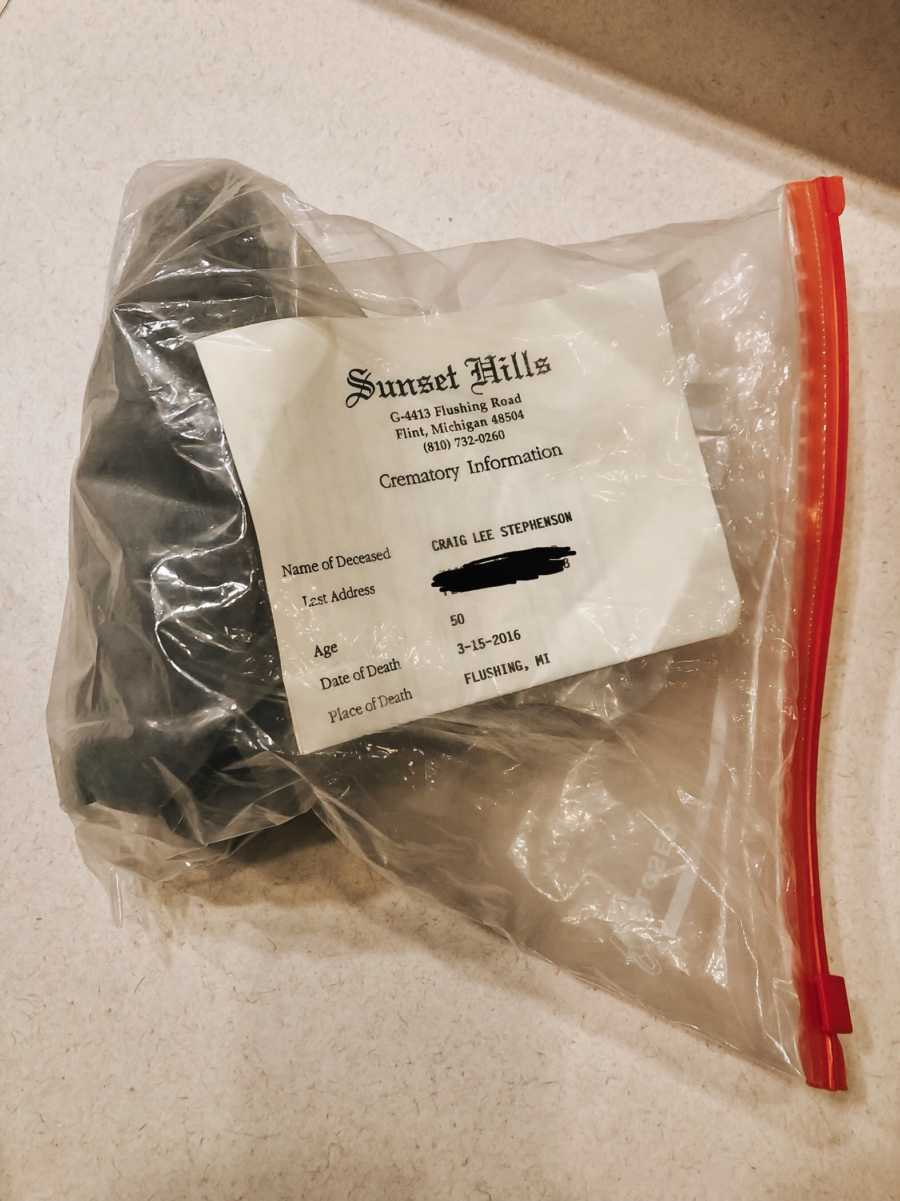 Sunset Hills
G-4413 Flushing Road
Flint, Michigan 48504
(810) 732-0260
Crematory Information
Name of Deceased CRAIG LEE STEPHENSON
Last Address
Age 50
Date of Death 3-15-2016
Place of Death FLUSHING, MI